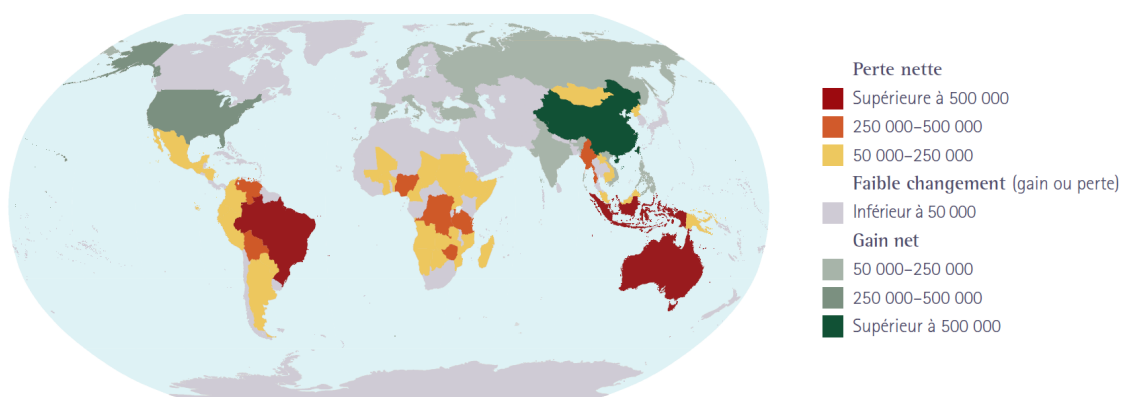 Perte nette
Supérieure à 500 000
250 000–500 000
50 000–250 000
Faible changement (gain ou perte)
Inférieur à 50 000
Gain net
50 000–250 000
250 000–500 000
Supérieur à 500 000